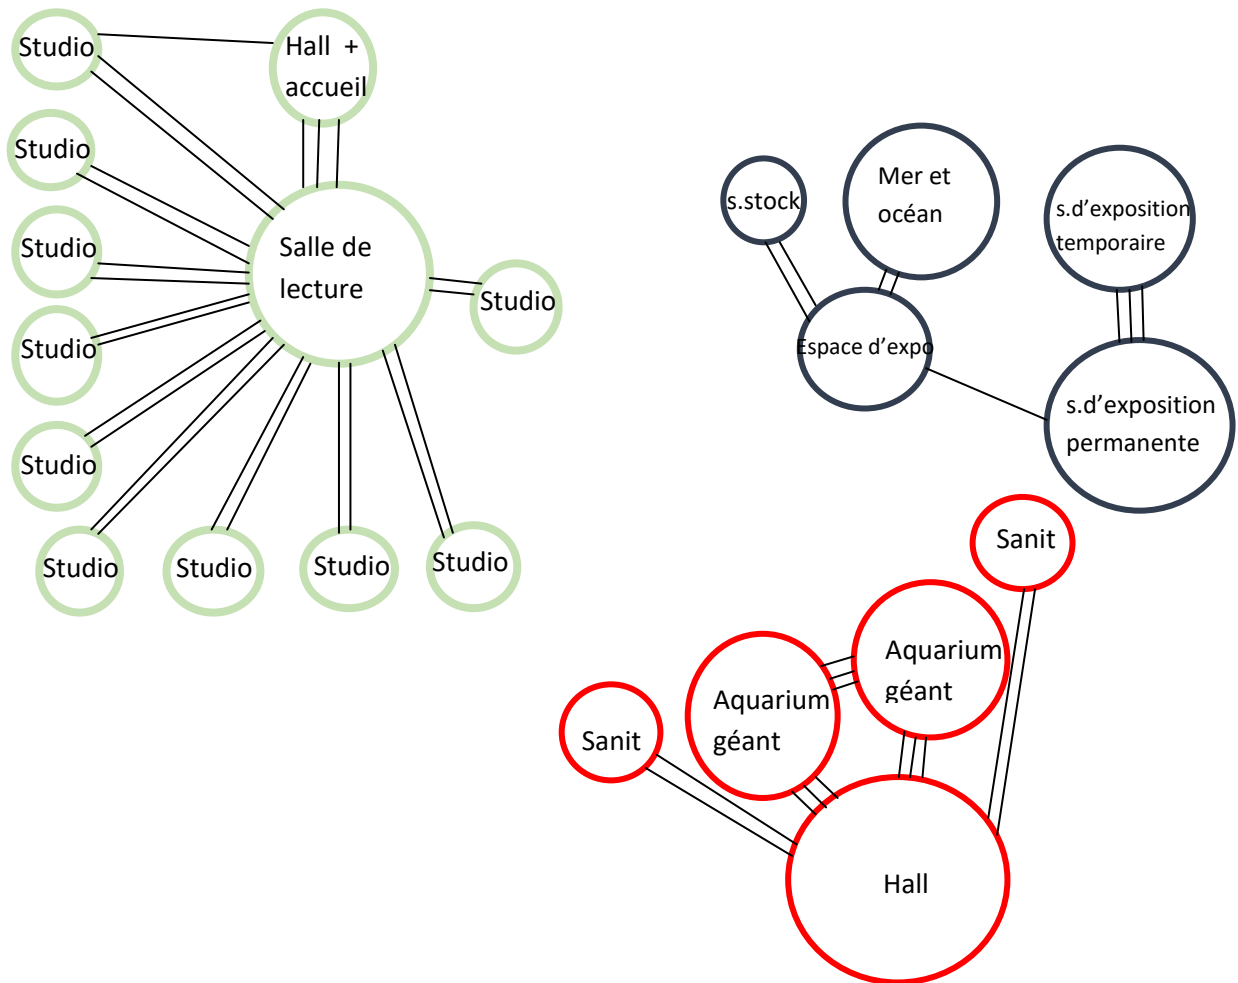 Studio
Hall + 
accueil
Studio
Studio
Salle de
lecture
Studio
Studio
Studio
Studio
Studio
Studio
Studio
s.stock
Mer et
océan
s.d’exposition
temporaire
Espace d’expo
s.d’exposition
permanente
Sanit
Aquarium
géant
Aquarium
géant
Sanit
Hall
Studio